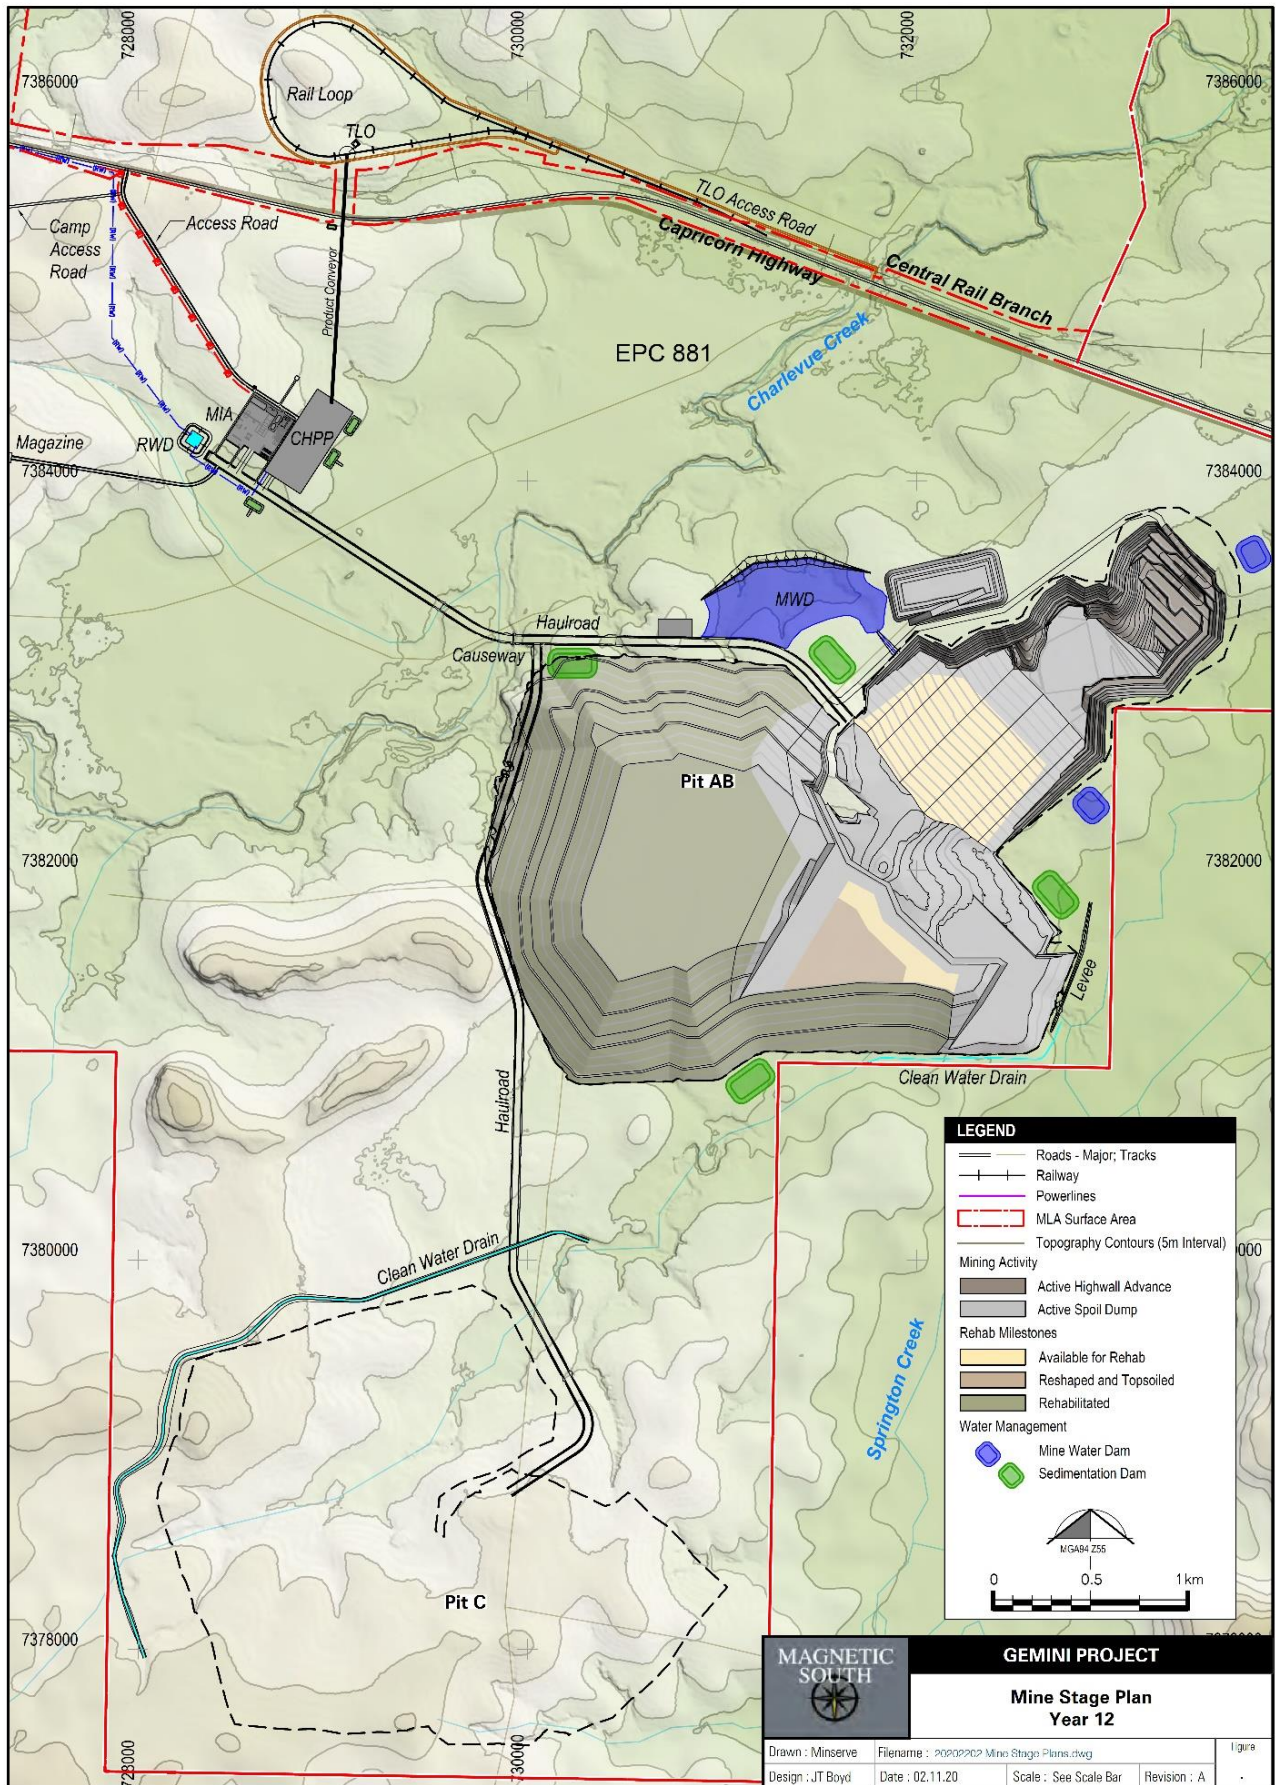 728000
730000
732000
7386000
7386000
Rail Loop
TLO
TLO Access Road
Camp
Access
Road
Access Road
Capricorn Highway
Central Rail Branch
Product Conveyor
EPC 881
Charlevue Creek
MIA
CHPP
RWD
Magazine
7384000
7384000
MWD
Haulroad
Causeway
Pit AB
7382000
7382000
Levee
Clean Water Drain
Haulroad
LEGEND
Roads - Major; Tracks
Railway
Powerlines
MLA Surface Area
Topography Contours (5m Interval)
Mining Activity
Active Highwall Advance
Active Spoil Dump
Rehab Milestones
Available for Rehab
Reshaped and Topsoiled
Rehabilitated
Water Management
Mine Water Dam
Sedimentation Dam
MGA94 Z55
0 0.5 1km
7380000
Clean Water Drain
Springton Creek
Pit C
7378000
728000
730000
MAGNETIC
SOUTH
GEMINI PROJECT
Mine Stage Plan
Year 12
Drawn : Minserve
Filename : 20202202 Mine Stage Plans.dwg
Figure
Design : JT Boyd
Date : 02.11.20
Scale : See Scale Bar
Revision : A